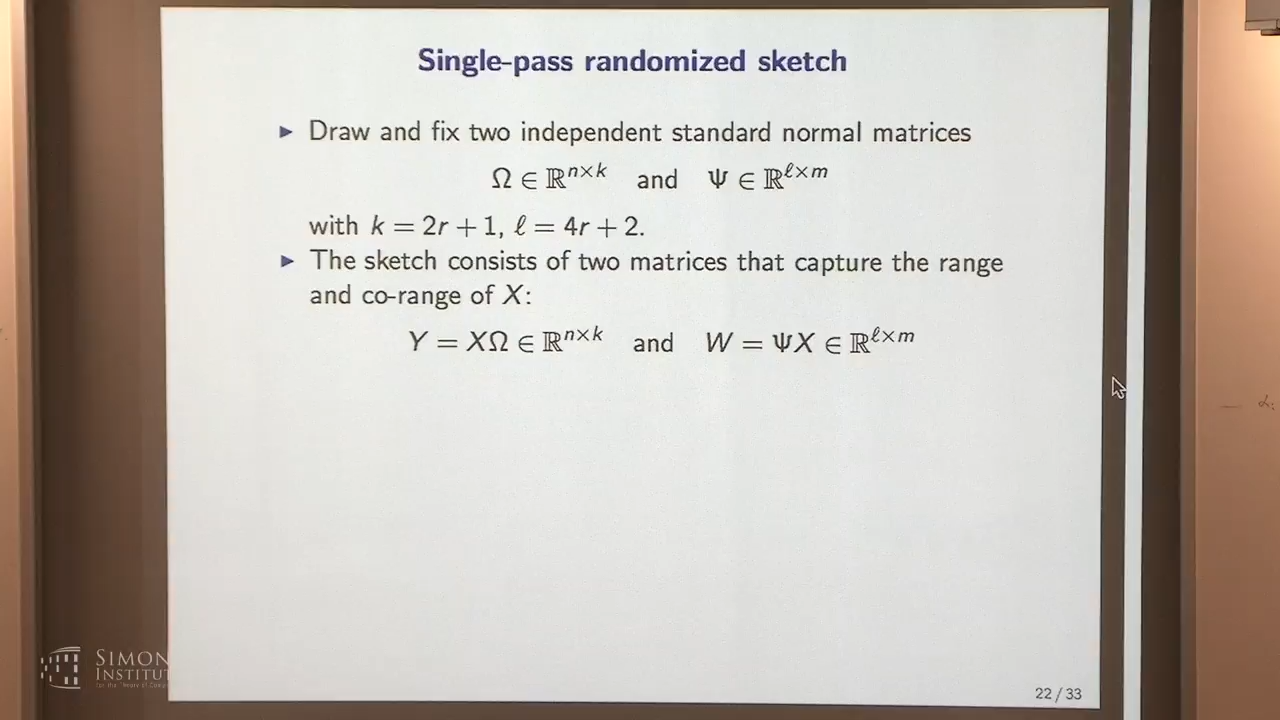 Single-pass randomized sketch
▶ Draw and fix two independent standard normal matrices
Ω ∈ ℝ^{n×k} and Ψ ∈ ℝ^{ℓ×m}
with k = 2r + 1, ℓ = 4r + 2.
▶ The sketch consists of two matrices that capture the range
and co-range of X:
Y = XΩ ∈ ℝ^{n×k} and W = ΨX ∈ ℝ^{ℓ×m}
22 / 33
SIMON
INSTITUT